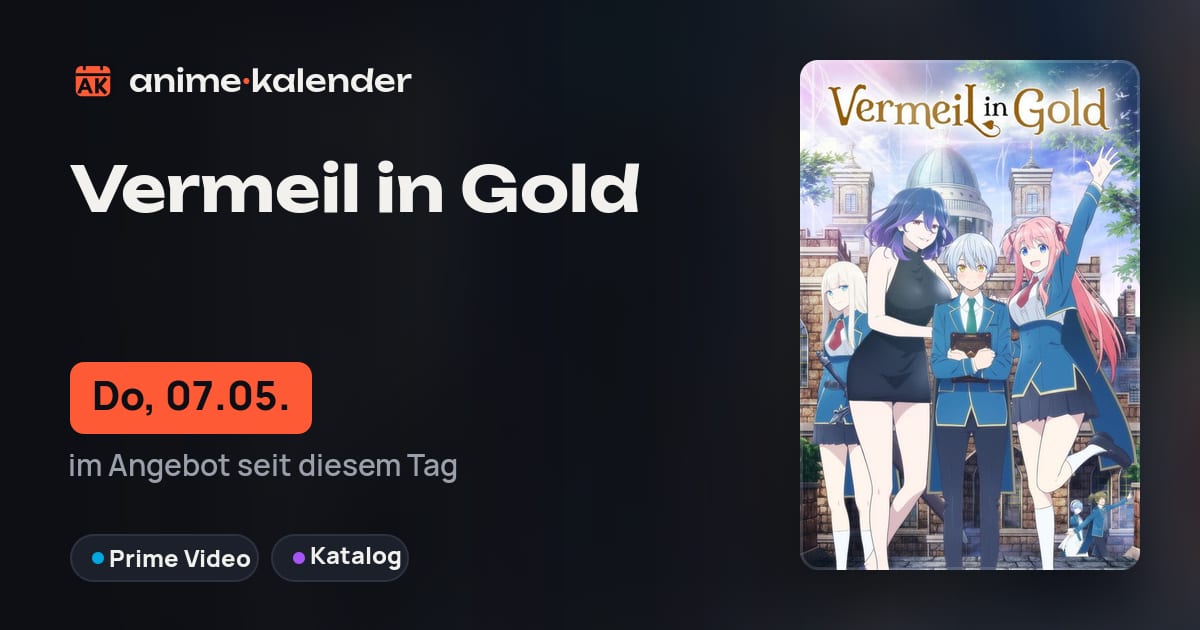 AK anime·kalender
Vermeil in Gold
Do, 07.05.
im Angebot seit diesem Tag
Prime Video
Katalog
Vermeil in Gold